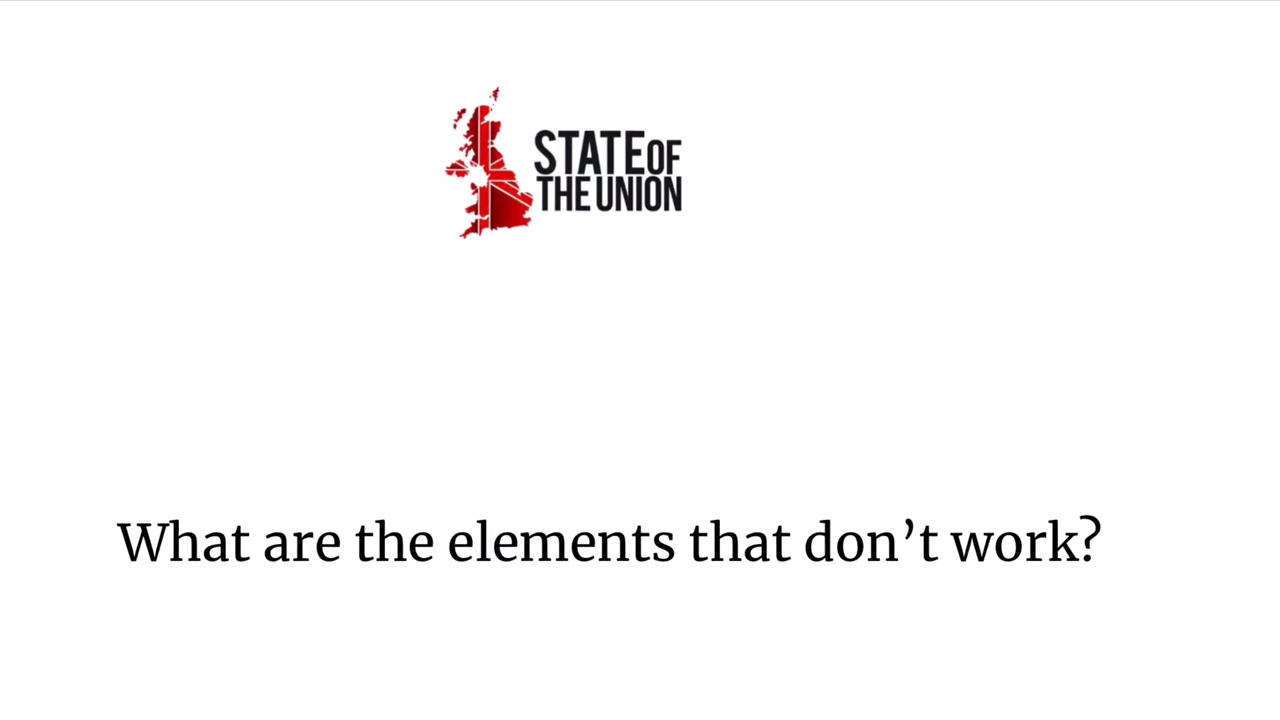 STATE OF
THE UNION
What are the elements that don’t work?